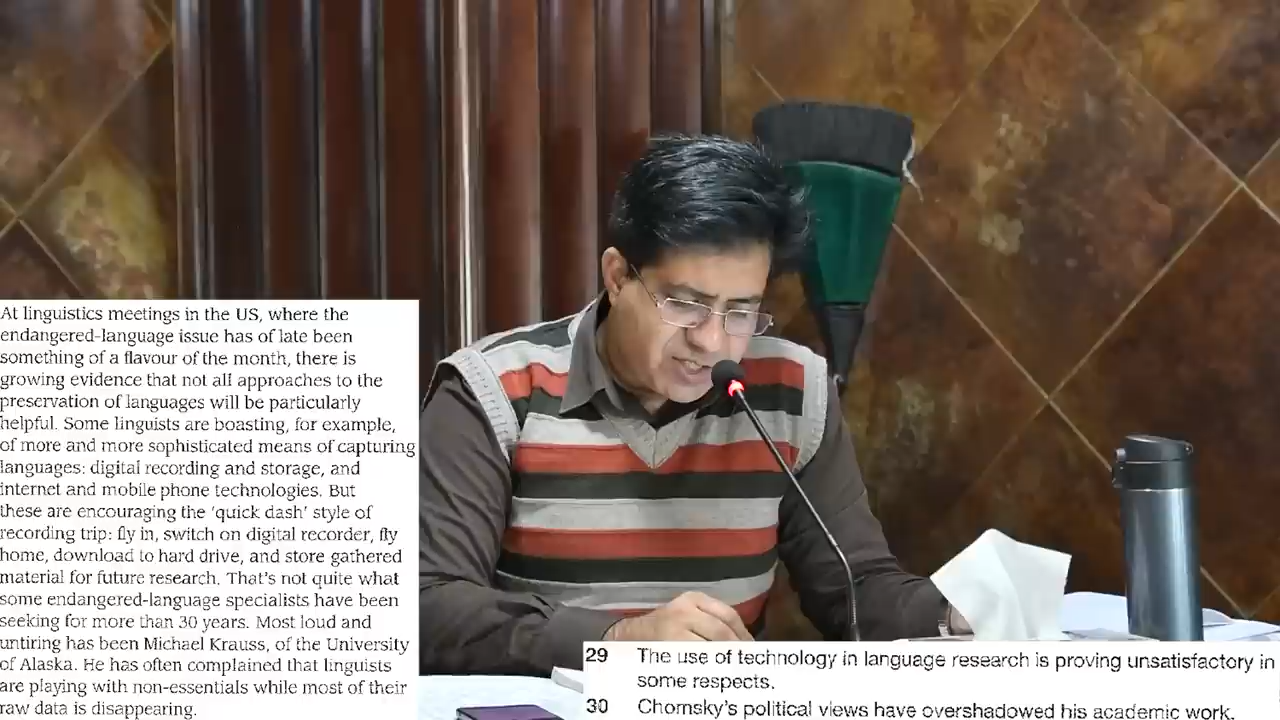 At linguistics meetings in the US, where the
endangered-language issue has of late been
something of a flavour of the month, there is
growing evidence that not all approaches to the
preservation of languages will be particularly
helpful. Some linguists are boasting, for example,
of more and more sophisticated means of capturing
languages: digital recording and storage, and
internet and mobile phone technologies. But
these are encouraging the 'quick dash' style of
recording trip: fly in, switch on digital recorder, fly
home, download to hard drive, and store gathered
material for future research. That's not quite what
some endangered-language specialists have been
seeking for more than 30 years. Most loud and
untiring has been Michael Krauss, of the University
of Alaska. He has often complained that linguists
are playing with non-essentials while most of their
raw data is disappearing.
29 The use of technology in language research is proving unsatisfactory in
some respects.
30 Chomsky's political views have overshadowed his academic work.